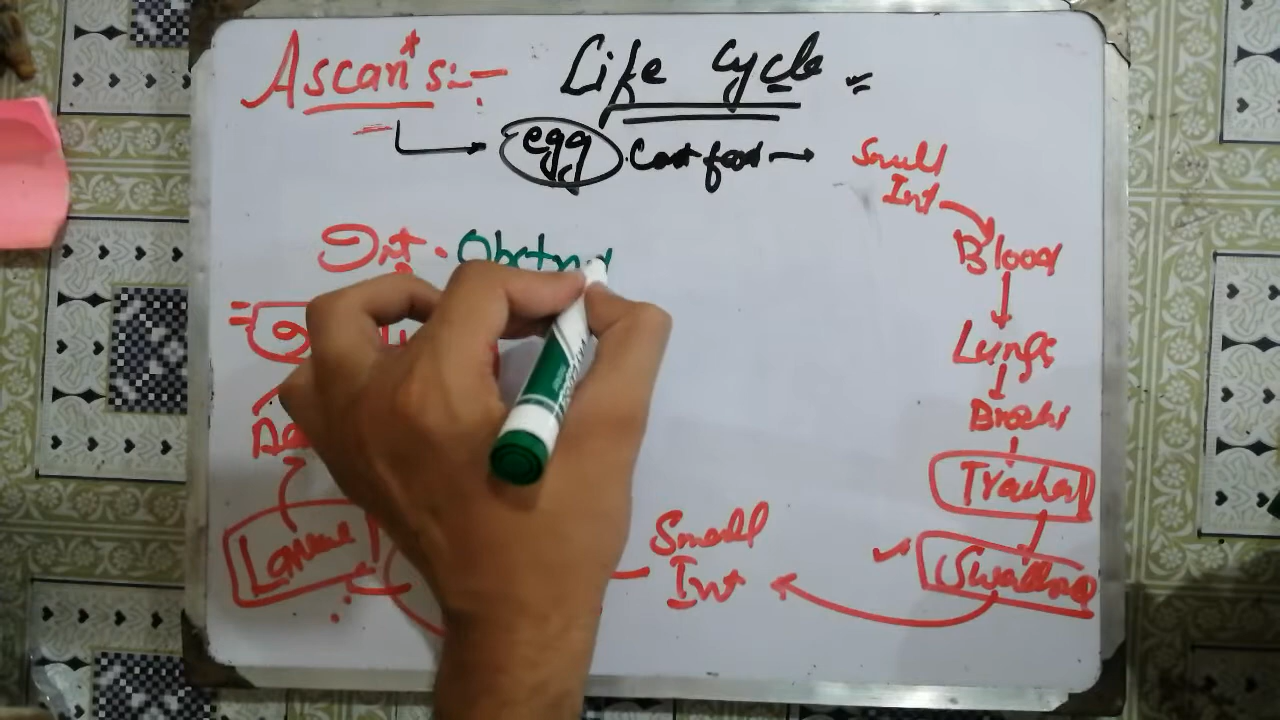 Ascaris:- Life Cycle =
egg Cont food →
Small
Int
Int. Obstru
Blood
Lungs
Brochi
Trachea
Small
Int
Swallow
Larvae